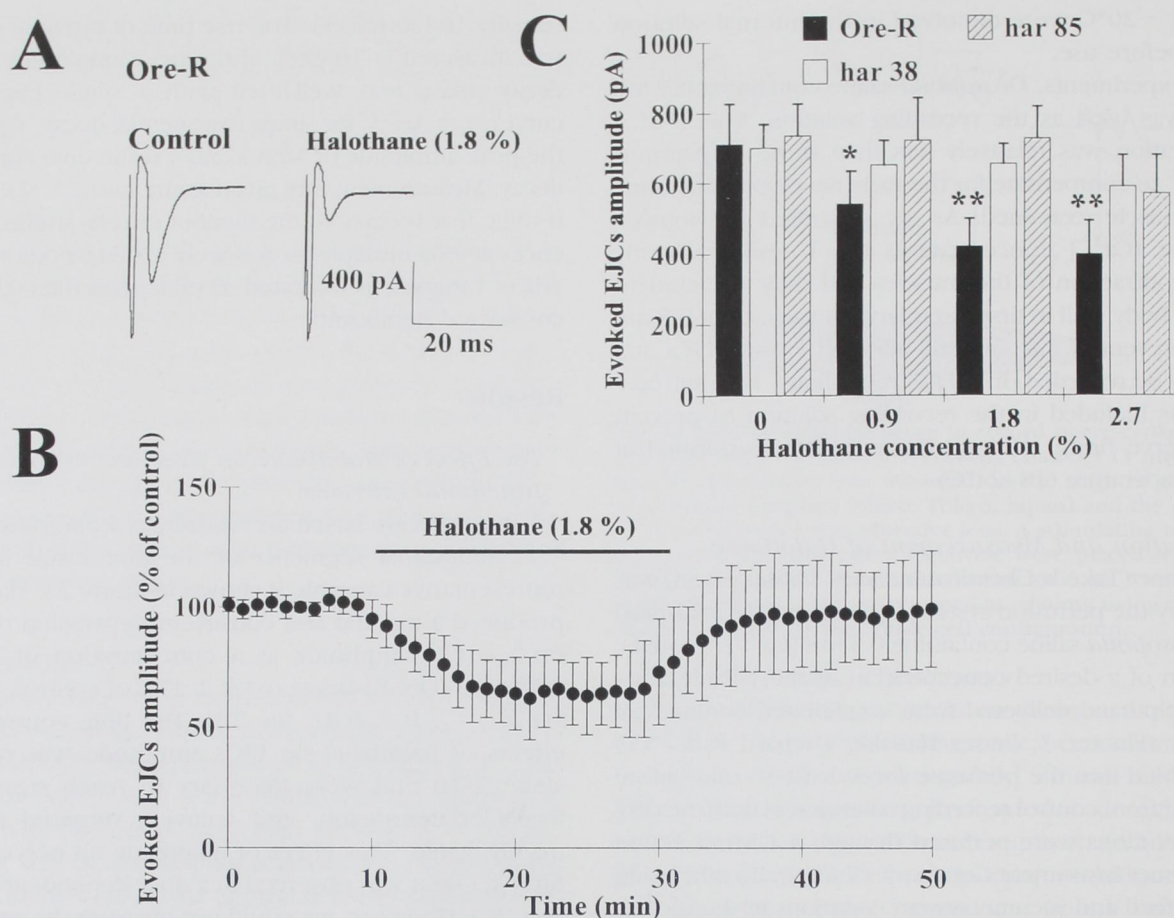 A
Ore-R
Control
Halothane (1.8 %)
400 pA
20 ms
C
Ore-R
har 85
har 38
Evoked EJCs amplitude (pA)
1000
800
600
400
200
0
*
**
**
0
0.9
1.8
2.7
Halothane concentration (%)
B
Evoked EJC amplitude (% of control)
150
100
50
0
Halothane (1.8 %)
0
10
20
30
40
50
Time (min)